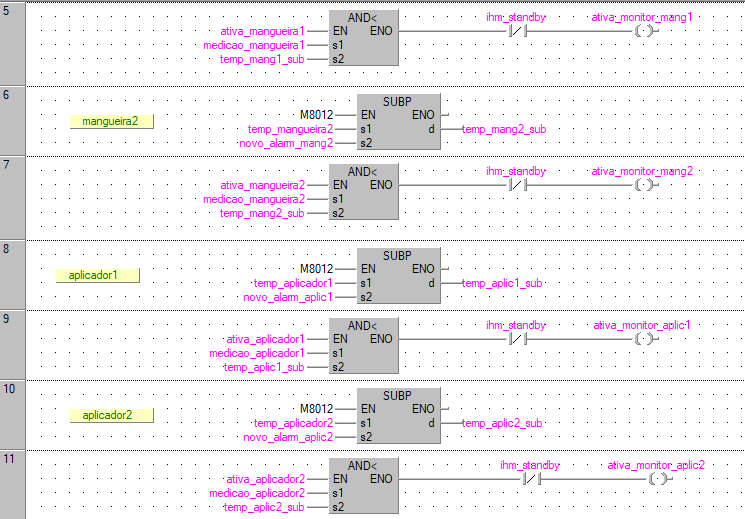 5
AND<
ihm_standby ativa_monitor_mang1
ativa_mangueira1 EN ENO
medicao_mangueira1 s1
temp_mang1_sub s2
6
SUBP
mangueira2
M8012 EN ENO
temp_mangueira2 s1 d temp_mang2_sub
novo_alarm_mang2 s2
7
AND<
ihm_standby ativa_monitor_mang2
ativa_mangueira2 EN ENO
medicao_mangueira2 s1
temp_mang2_sub s2
8
SUBP
aplicador1
M8012 EN ENO
temp_aplicador1 s1 d temp_aplic1_sub
novo_alarm_aplic1 s2
9
AND<
ihm_standby ativa_monitor_aplic1
ativa_aplicador1 EN ENO
medicao_aplicador1 s1
temp_aplic1_sub s2
10
SUBP
aplicador2
M8012 EN ENO
temp_aplicador2 s1 d temp_aplic2_sub
novo_alarm_aplic2 s2
11
AND<
ihm_standby ativa_monitor_aplic2
ativa_aplicador2 EN ENO
medicao_aplicador2 s1
temp_aplic2_sub s2